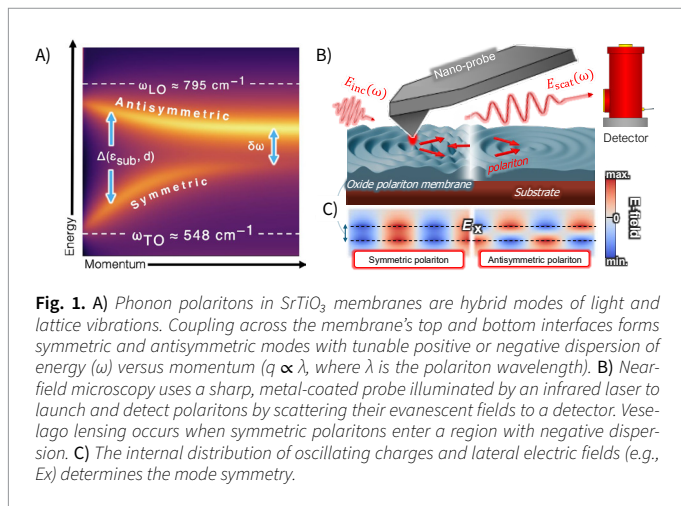 A)
ω_LO ≈ 795 cm⁻¹
Antisymmetric
Δ(ε_sub, d)
δω
Symmetric
ω_TO ≈ 548 cm⁻¹
Energy
Momentum
B)
Nano-probe
E_inc(ω)
E_scat(ω)
Detector
polariton
Oxide polariton membrane
Substrate
C)
E_x
Symmetric polariton
Antisymmetric polariton
max.
0
min.
E-field
Fig. 1. A) Phonon polaritons in SrTiO₃ membranes are hybrid modes of light and
lattice vibrations. Coupling across the membrane’s top and bottom interfaces forms
symmetric and antisymmetric modes with tunable positive or negative dispersion of
energy (ω) versus momentum (q ∝ λ, where λ is the polariton wavelength). B) Near-
field microscopy uses a sharp, metal-coated probe illuminated by an infrared laser to
launch and detect polaritons by scattering their evanescent fields to a detector. Vese-
lago lensing occurs when symmetric polaritons enter a region with negative disper-
sion. C) The internal distribution of oscillating charges and lateral electric fields (e.g.,
Ex) determines the mode symmetry.